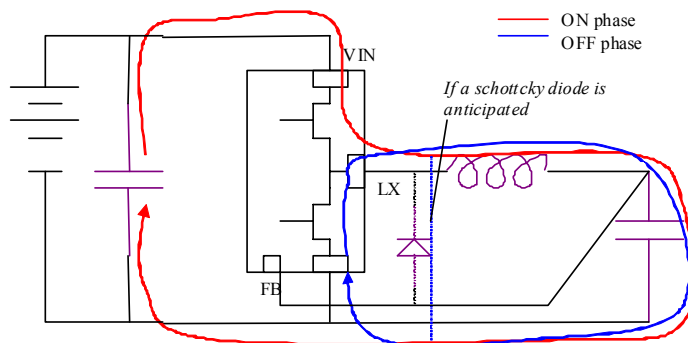 ON phase
OFF phase
VIN
If a schottcky diode is
anticipated
LX
FB